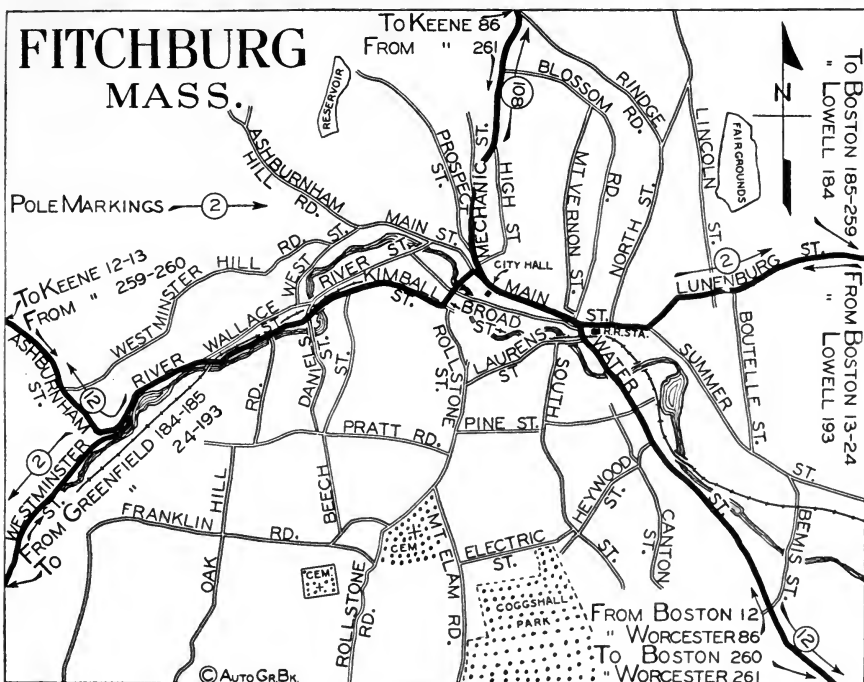 FITCHBURG
MASS.
TO KEENE 86
FROM " 261
108
TO BOSTON 185-259
" LOWELL 184
N
RESERVOIR
ASHBURNHAM
HILL RD.
PROSPECT
ST.
MECHANIC ST.
HIGH ST.
BLOSSOM
RD.
RINDGE
RD.
MT VERNON ST.
NORTH ST.
LINCOLN
ST.
FAIRGROUNDS
POLE MARKINGS
2
MAIN ST.
CITY HALL
2
LUNENBURG ST.
TO KEENE 12-13
FROM " 259-260
WESTMINSTER HILL RD.
WEST ST.
RIVER ST.
KIMBALL
ST.
MAIN
ST.
BROAD
ST.
R.R.STA.
FROM BOSTON 13-24
" LOWELL 193
ASHBURNHAM
ST.
12
RIVER
ST.
WALLACE
RD.
DANIELS ST.
ST.
ROLLSTONE
ST.
LAURENS
ST
SOUTH
ST.
WATER
ST.
SUMMER
ST.
BOUTELLE ST.
2
WESTMINSTER
ST.
FROM GREENFIELD 184-185
TO " 24-193
PRATT RD.
PINE ST.
OAK HILL
BEECH
FRANKLIN
RD.
CEM
CEM
MT. ELAM RD.
ELECTRIC
ST.
HEYWOOD
ST.
CANTON
ST.
BEMIS ST.
ROLLSTONE
RD.
COGGSHALL
PARK
FROM BOSTON 12
" WORCESTER 86
TO BOSTON 260
" WORCESTER 261
12
© AUTO GR. BK.